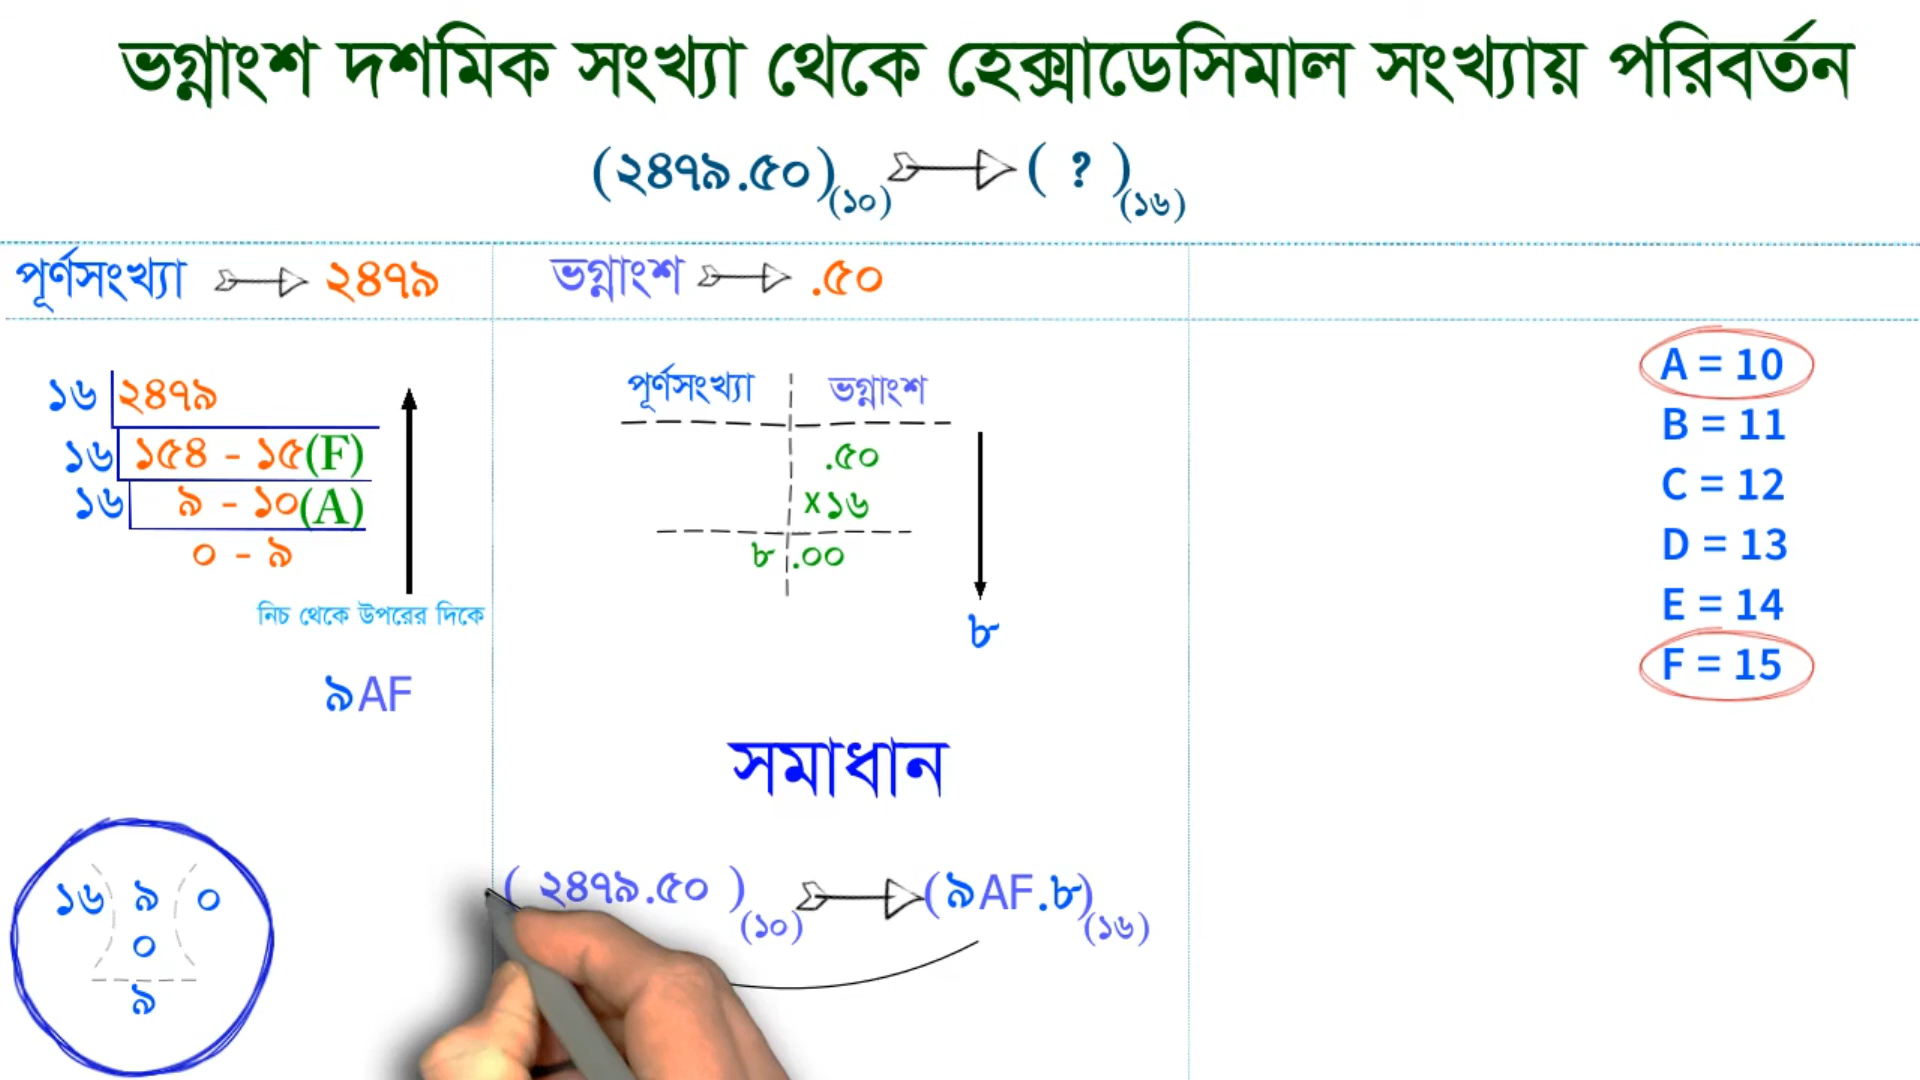 ভগ্নাংশ দশমিক সংখ্যা থেকে হেক্সাডেসিমাল সংখ্যায় পরিবর্তন
(২৪৭৯.৫০)(১০) ( ? )(১৬)
পূর্ণসংখ্যা ২৪৭৯
ভগ্নাংশ .৫০
১৬ ২৪৭৯
১৬ ১৫৪ - ১৫(F)
১৬ ৯ - ১০(A)
০ - ৯
নিচ থেকে উপরের দিকে
৯AF
পূর্ণসংখ্যা ভগ্নাংশ
.৫০
x১৬
৮ .০০
৮
A = 10
B = 11
C = 12
D = 13
E = 14
F = 15
সমাধান
( ২৪৭৯.৫০ )(১০) (৯AF.৮)(১৬)
১৬ ৯ ০
০
৯